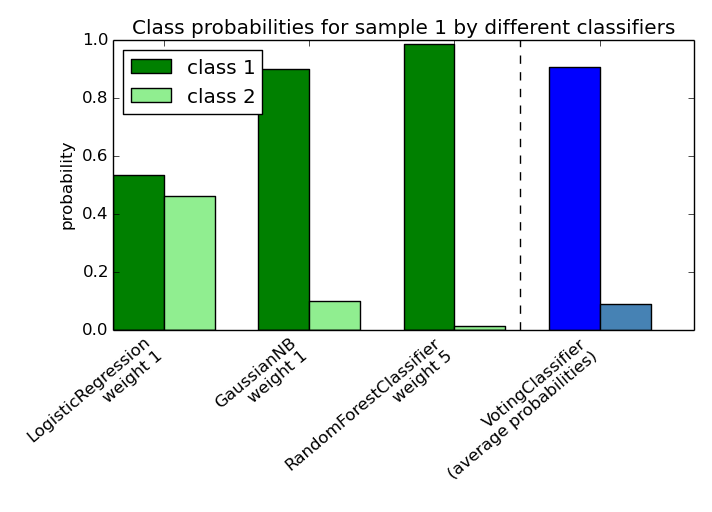 Class probabilities for sample 1 by different classifiers
1.0
0.8
0.6
0.4
0.2
0.0
probability
class 1
class 2
LogisticRegression
weight 1
GaussianNB
weight 1
RandomForestClassifier
weight 5
VotingClassifier
(average probabilities)